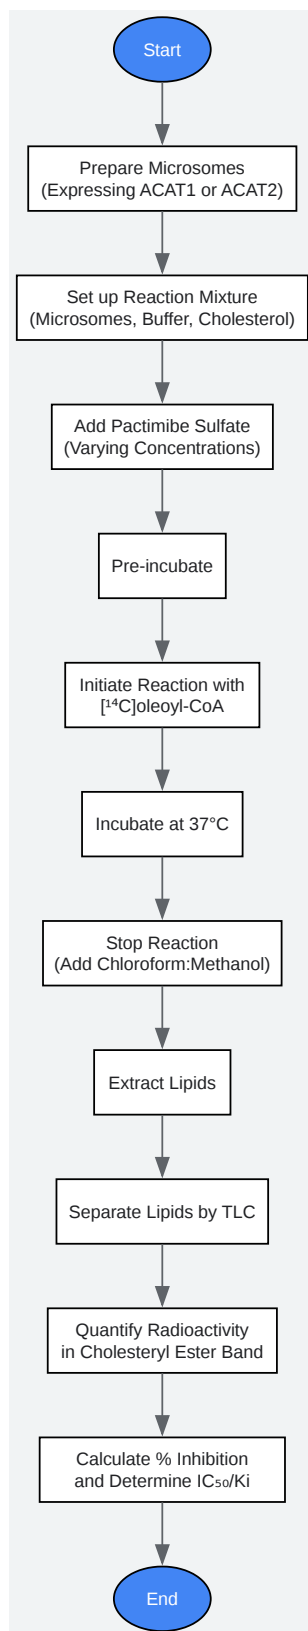 Start
Prepare Microsomes
(Expressing ACAT1 or ACAT2)
Set up Reaction Mixture
(Microsomes, Buffer, Cholesterol)
Add Pactimibe Sulfate
(Varying Concentrations)
Pre-incubate
Initiate Reaction with
[¹⁴C]oleoyl-CoA
Incubate at 37°C
Stop Reaction
(Add Chloroform:Methanol)
Extract Lipids
Separate Lipids by TLC
Quantify Radioactivity
in Cholesteryl Ester Band
Calculate % Inhibition
and Determine IC₅₀/Ki
End